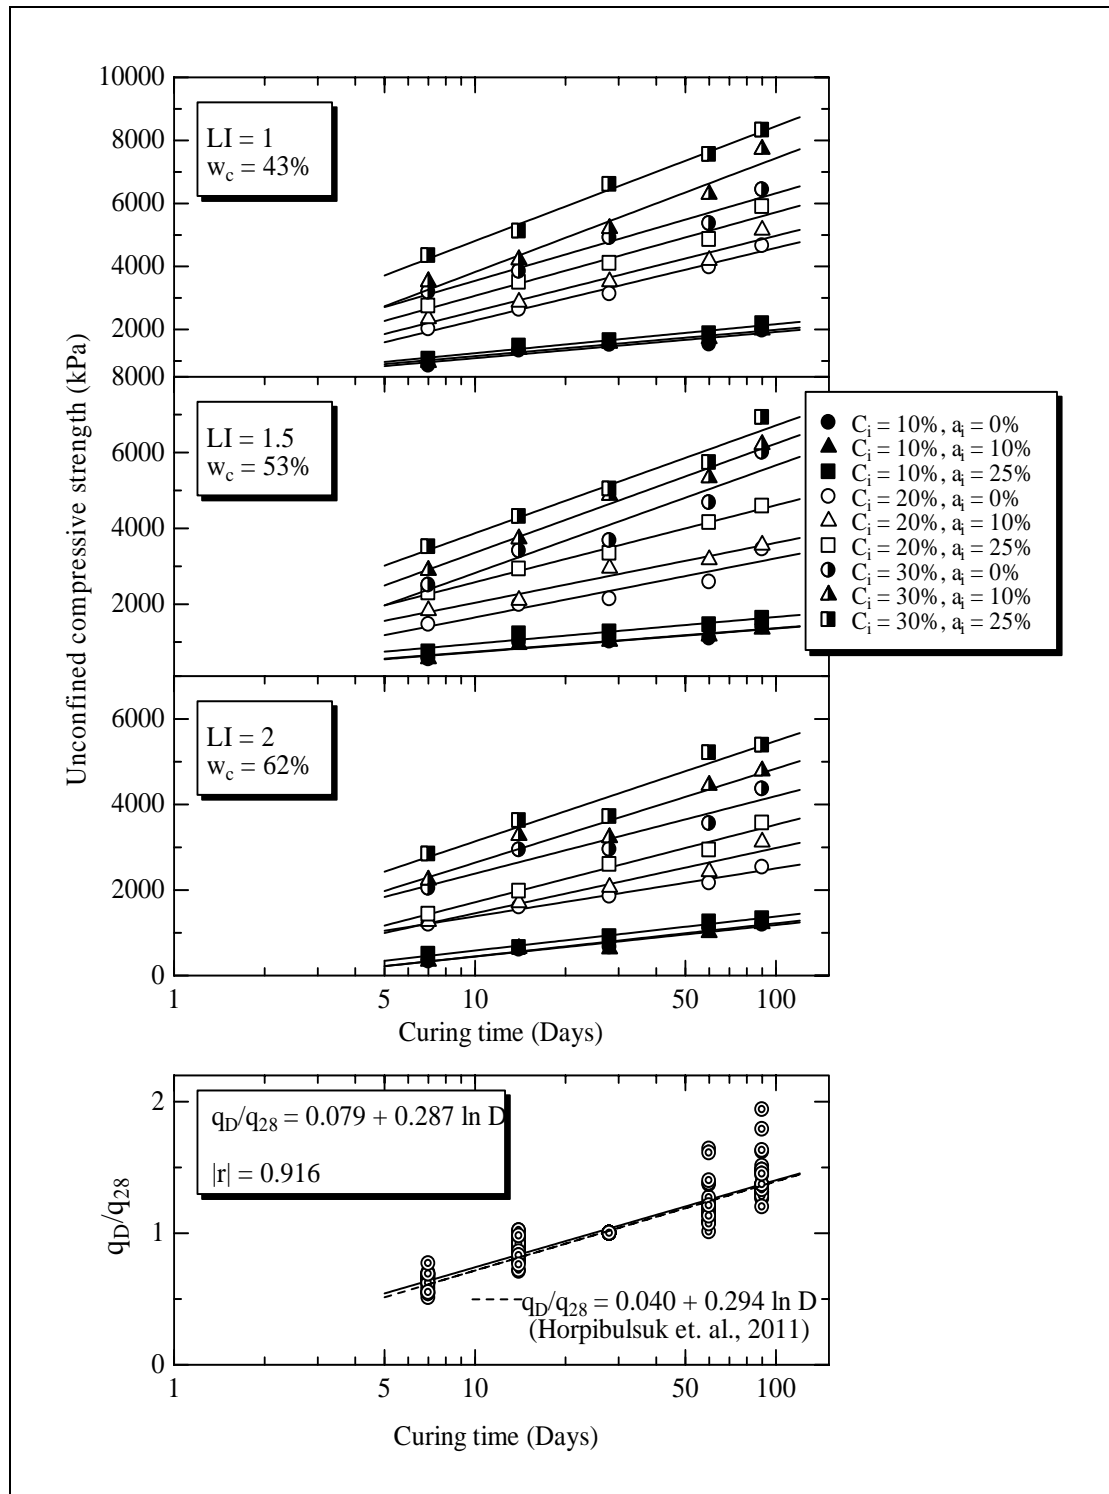 10000
8000
6000
4000
2000
LI = 1
w_c = 43%
8000
6000
4000
2000
LI = 1.5
w_c = 53%
C_i = 10%, a_i = 0%
C_i = 10%, a_i = 10%
C_i = 10%, a_i = 25%
C_i = 20%, a_i = 0%
C_i = 20%, a_i = 10%
C_i = 20%, a_i = 25%
C_i = 30%, a_i = 0%
C_i = 30%, a_i = 10%
C_i = 30%, a_i = 25%
Unconfined compressive strength (kPa)
6000
4000
2000
0
LI = 2
w_c = 62%
1 5 10 50 100
Curing time (Days)
2
1
0
q_D/q_28
q_D/q_28 = 0.079 + 0.287 ln D
|r| = 0.916
q_D/q_28 = 0.040 + 0.294 ln D
(Horpibulsuk et. al., 2011)
1 5 10 50 100
Curing time (Days)